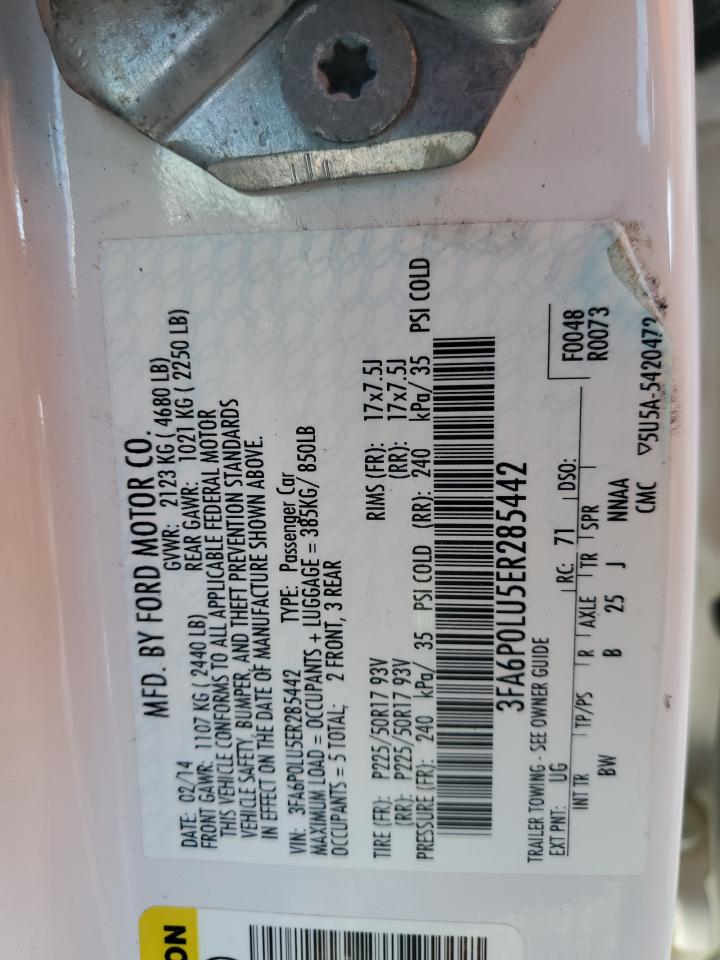 MFD. BY FORD MOTOR CO.
DATE: 02/14 GVWR: 2123 KG ( 4680 LB)
FRONT GAWR: 1107 KG ( 2440 LB) REAR GAWR: 1021 KG ( 2250 LB)
THIS VEHICLE CONFORMS TO ALL APPLICABLE FEDERAL MOTOR
VEHICLE SAFETY, BUMPER, AND THEFT PREVENTION STANDARDS
IN EFFECT ON THE DATE OF MANUFACTURE SHOWN ABOVE.
VIN: 3FA6P0LU5ER285442 TYPE: Passenger Car
MAXIMUM LOAD = OCCUPANTS + LUGGAGE = 385KG/ 850LB
OCCUPANTS = 5 TOTAL: 2 FRONT, 3 REAR
TIRE (FR): P225/50R17 93V RIMS (FR): 17x7.5J
(RR): P225/50R17 93V (RR): 17x7.5J
PRESSURE (FR): 240 kPa/ 35 PSI COLD (RR): 240 kPa/ 35 PSI COLD
3FA6P0LU5ER285442
TRAILER TOWING - SEE OWNER GUIDE
EXT PNT: UG RC: 71 DSO: F0048
R0073
INT TR TP/PS R AXLE TR SPR
BW B 25 J NNAA
CMC ▽5U5A-5420472
ON